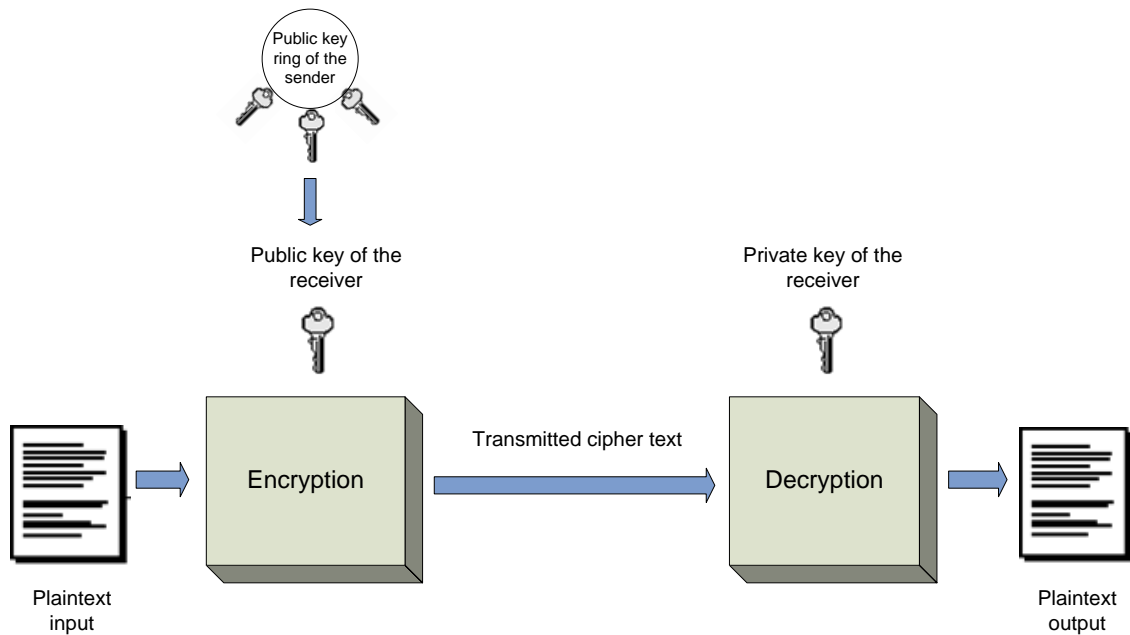 Public key
ring of the
sender
Public key of the
receiver
Private key of the
receiver
Encryption
Transmitted cipher text
Decryption
Plaintext
input
Plaintext
output